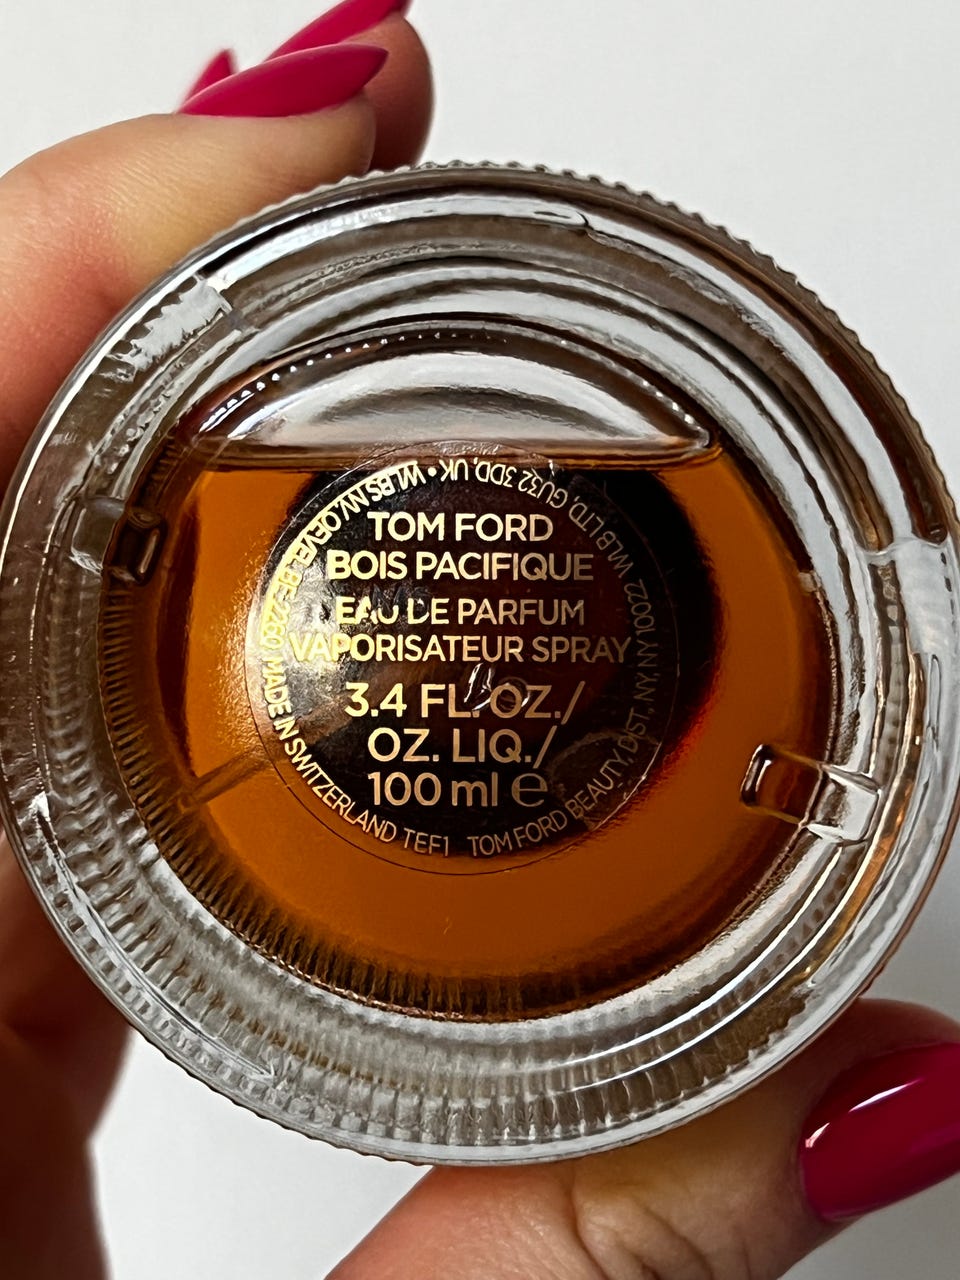 TOM FORD
BOIS PACIFIQUE
EAU DE PARFUM
VAPORISATEUR SPRAY
3.4 FL. OZ./
OZ. LIQ./
100 ml e
TOM FORD BEAUTY, DIST. NY, NY 10022 WLB LTD, GU32 3DD, UK • WLBS NV, OEVEL BE-2260 / MADE IN SWITZERLAND TEF1